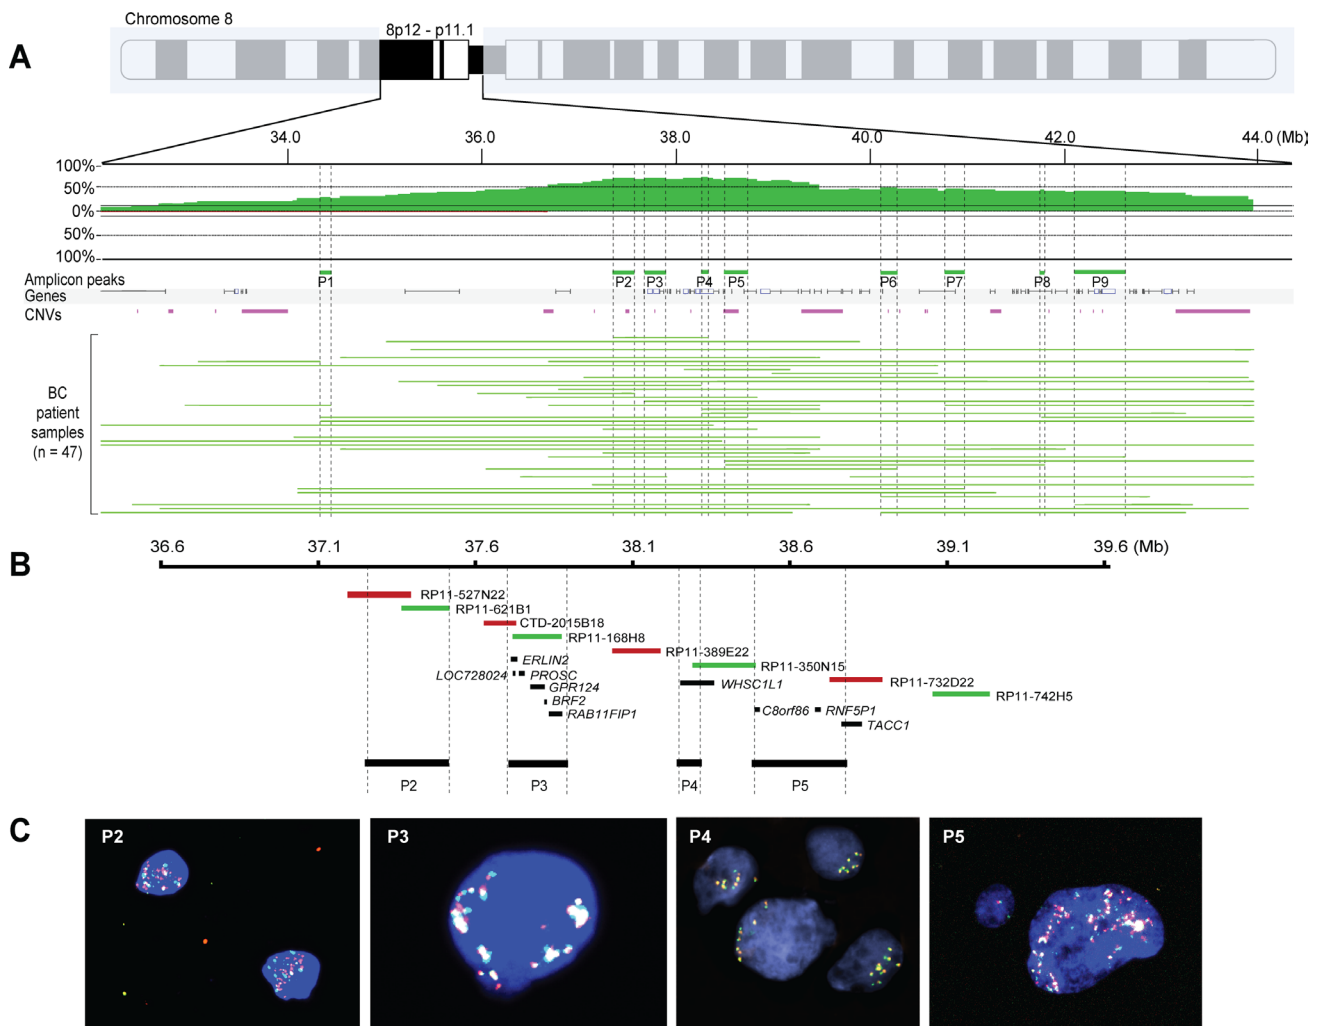 Chromosome 8
8p12 - p11.1
A
34.0 36.0 38.0 40.0 42.0 44.0 (Mb)
100%
50%
0%
50%
100%
Amplicon peaks
P1 P2 P3 P4 P5 P6 P7 P8 P9
Genes
CNVs
BC
patient
samples
(n = 47)
B
36.6 37.1 37.6 38.1 38.6 39.1 39.6 (Mb)
RP11-527N22
RP11-621B1
CTD-2015B18
RP11-168H8
RP11-389E22
ERLIN2
RP11-350N15
LOC728024 PROSC
RP11-732D22
WHSC1L1
GPR124
RP11-742H5
BRF2
C8orf86 RNF5P1
RAB11FIP1
TACC1
P2 P3 P4 P5
C
P2 P3 P4 P5